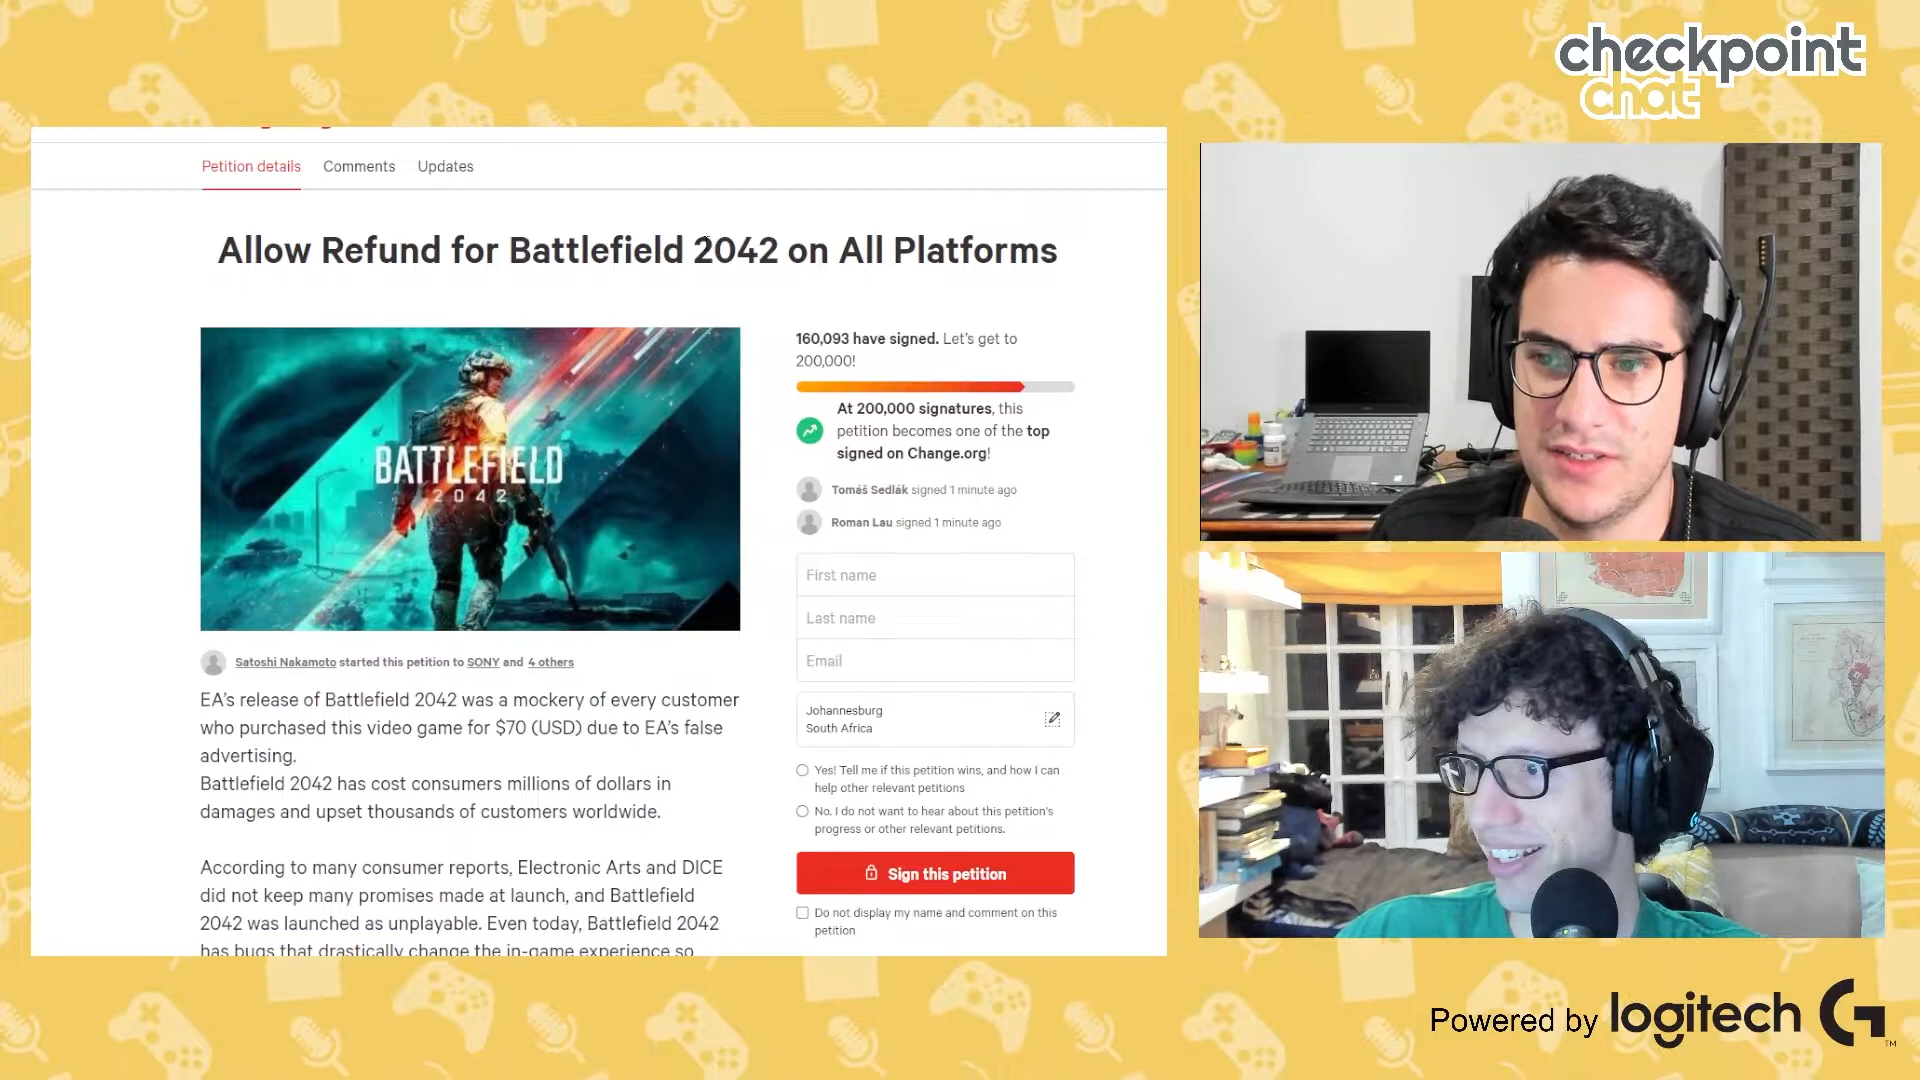 checkpoint
chat
Petition details Comments Updates
Allow Refund for Battlefield 2042 on All Platforms
BATTLEFIELD
2042
160,093 have signed. Let's get to
200,000!
At 200,000 signatures, this
petition becomes one of the top
signed on Change.org!
Tomáš Sedlák signed 1 minute ago
Roman Lau signed 1 minute ago
First name
Last name
Email
Johannesburg
South Africa
Yes! Tell me if this petition wins, and how I can
help other relevant petitions
No. I do not want to hear about this petition's
progress or other relevant petitions.
Sign this petition
Do not display my name and comment on this
petition
Satoshi Nakamoto started this petition to SONY and 4 others
EA's release of Battlefield 2042 was a mockery of every customer
who purchased this video game for $70 (USD) due to EA's false
advertising.
Battlefield 2042 has cost consumers millions of dollars in
damages and upset thousands of customers worldwide.
According to many consumer reports, Electronic Arts and DICE
did not keep many promises made at launch, and Battlefield
2042 was launched as unplayable. Even today, Battlefield 2042
has bugs that drastically change the in-game experience so
Powered by logitech G TM